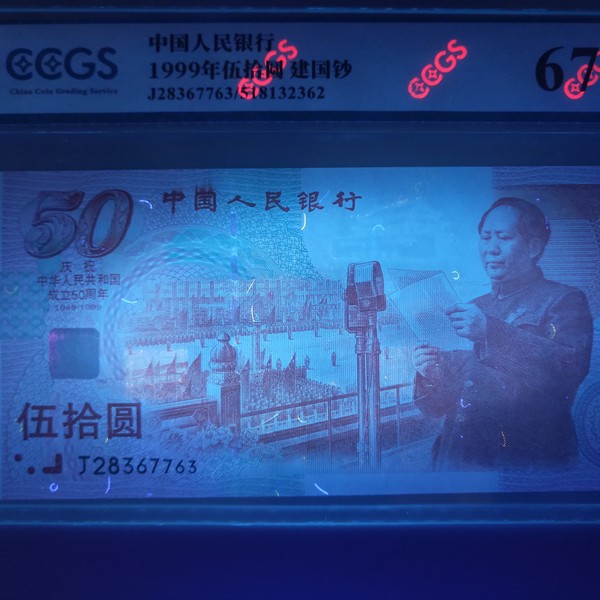 CCGS
China Coin Grading Service
中国人民银行
1999年伍拾圆 建国钞
J28367763/518132362
67
50
中国人民银行
庆祝
中华人民共和国
成立50周年
1949-1999
伍拾圆
J28367763